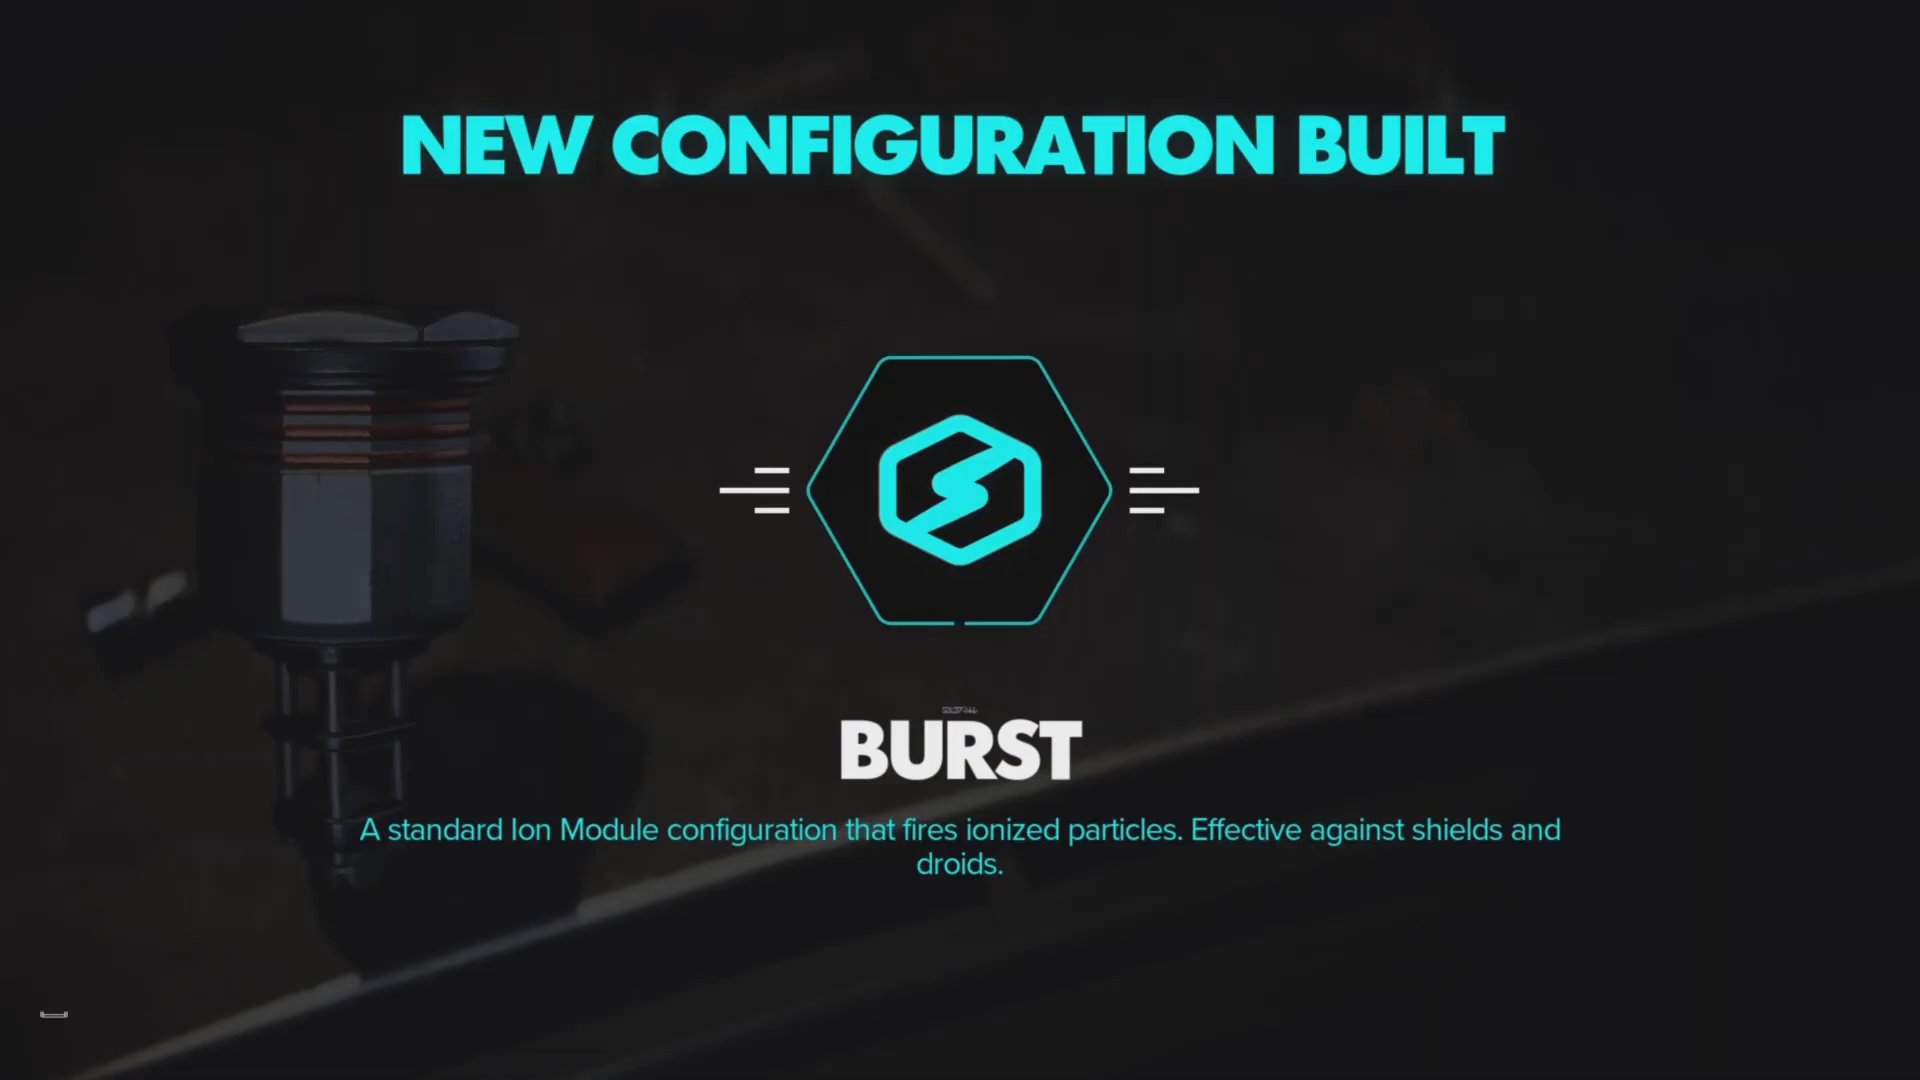 NEW CONFIGURATION BUILT
BURST
A standard Ion Module configuration that fires ionized particles. Effective against shields and
droids.